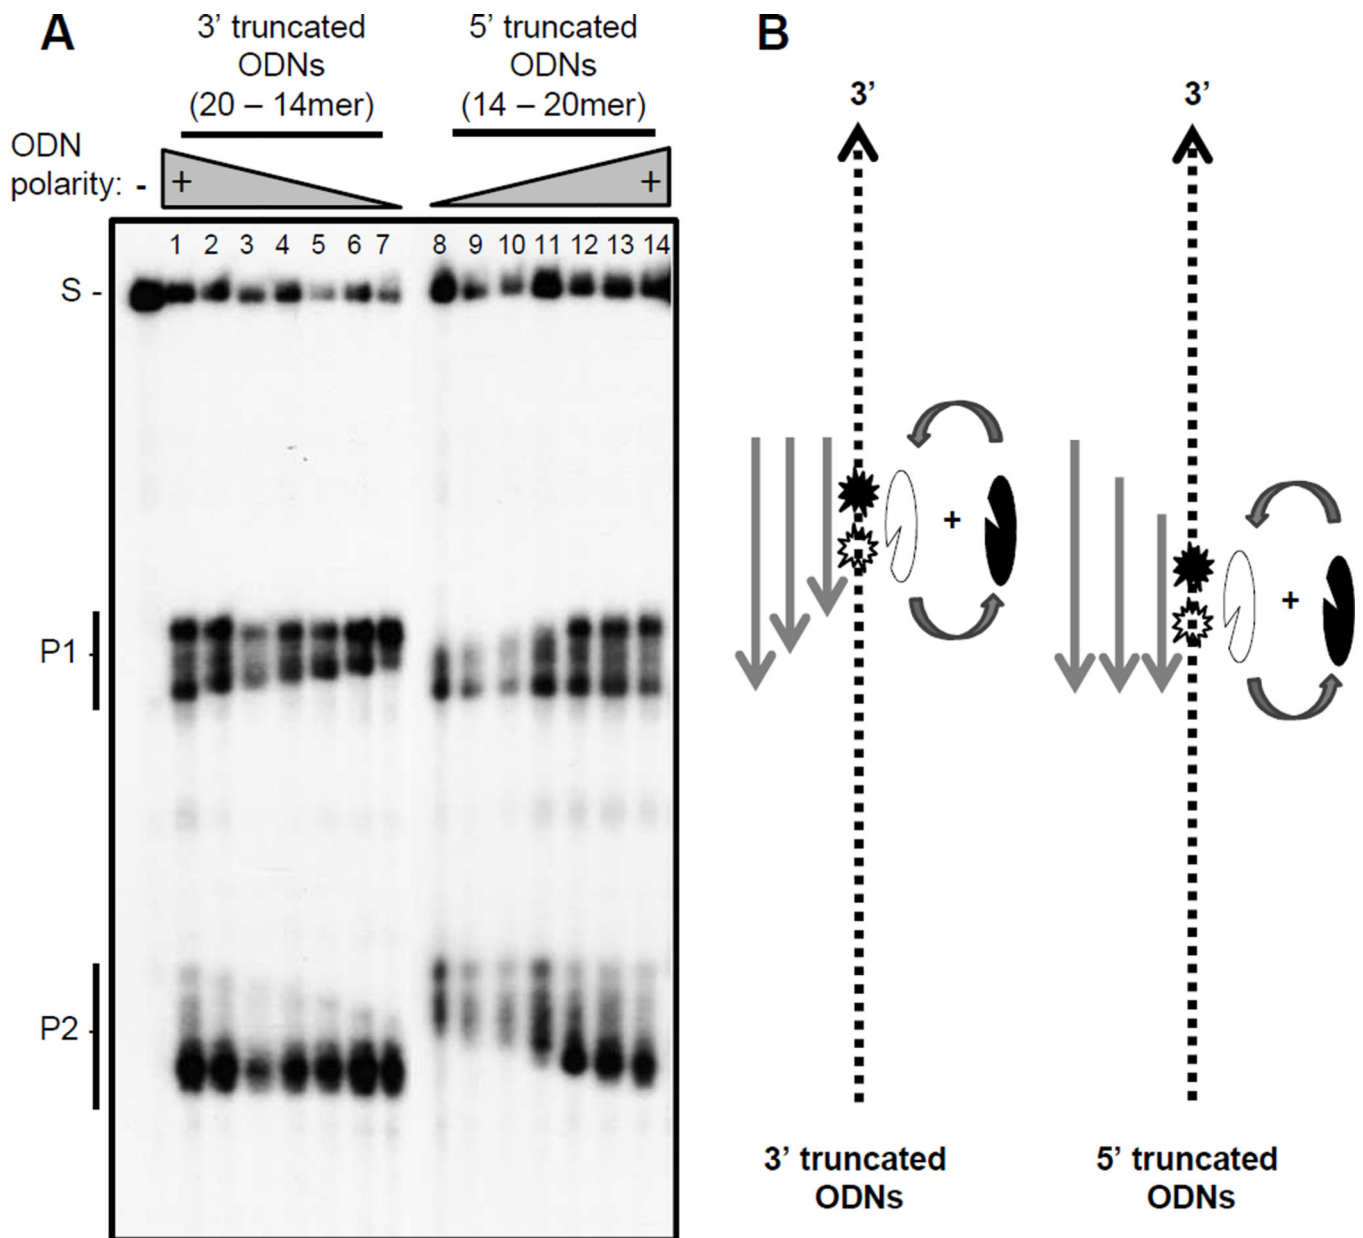 A
3’ truncated
ODNs
(20 – 14mer)
5’ truncated
ODNs
(14 – 20mer)
ODN
polarity: - + +
1 2 3 4 5 6 7 8 9 10 11 12 13 14
S -
P1 -
P2 -
B
3’ 3’
+ +
3’ truncated
ODNs
5’ truncated
ODNs